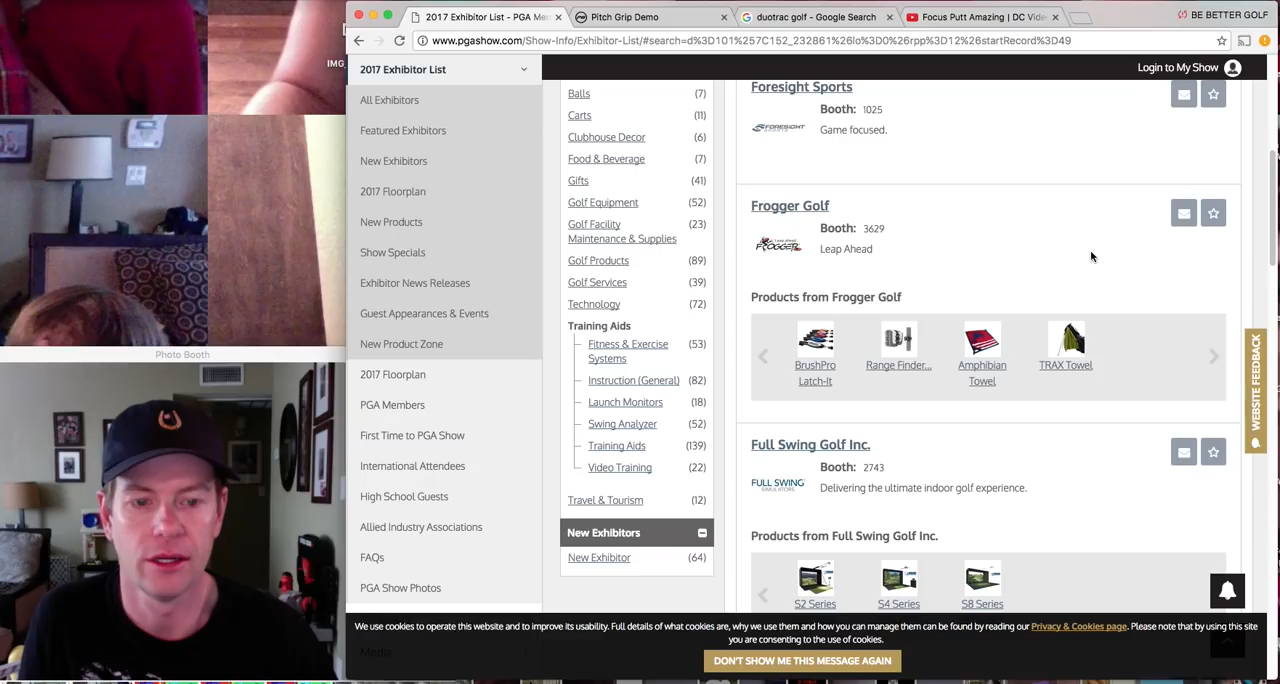 2017 Exhibitor List - PGA Me
Pitch Grip Demo
duotrac golf - Google Search
Focus Putt Amazing | DC Vide
BE BETTER GOLF
www.pgashow.com/Show-Info/Exhibitor-List/#search=d%3D101%257C152_232861%26lo%3D0%26rpp%3D12%26startRecord%3D49
IMG_
Photo Booth
Login to My Show
2017 Exhibitor List
All Exhibitors
Featured Exhibitors
New Exhibitors
2017 Floorplan
New Products
Show Specials
Exhibitor News Releases
Guest Appearances & Events
New Product Zone
2017 Floorplan
PGA Members
First Time to PGA Show
International Attendees
High School Guests
Allied Industry Associations
FAQs
PGA Show Photos
Media
Balls (7)
Carts (11)
Clubhouse Decor (6)
Food & Beverage (7)
Gifts (41)
Golf Equipment (52)
Golf Facility (23)
Maintenance & Supplies
Golf Products (89)
Golf Services (39)
Technology (72)
Training Aids
Fitness & Exercise (53)
Systems
Instruction (General) (82)
Launch Monitors (18)
Swing Analyzer (52)
Training Aids (139)
Video Training (22)
Travel & Tourism (12)
New Exhibitors
New Exhibitor (64)
Foresight Sports
Booth: 1025
FORESIGHT
Game focused.
Frogger Golf
Booth: 3629
FROGGER
Leap Ahead
Products from Frogger Golf
BrushPro
Latch-It
Range Finder...
Amphibian
Towel
TRAX Towel
Full Swing Golf Inc.
Booth: 2743
FULL SWING
SIMULATORS
Delivering the ultimate indoor golf experience.
Products from Full Swing Golf Inc.
S2 Series
S4 Series
S8 Series
WEBSITE FEEDBACK
We use cookies to operate this website and to improve its usability. Full details of what cookies are, why we use them and how you can manage them can be found by reading our Privacy & Cookies page. Please note that by using this site
you are consenting to the use of cookies.
DON'T SHOW ME THIS MESSAGE AGAIN